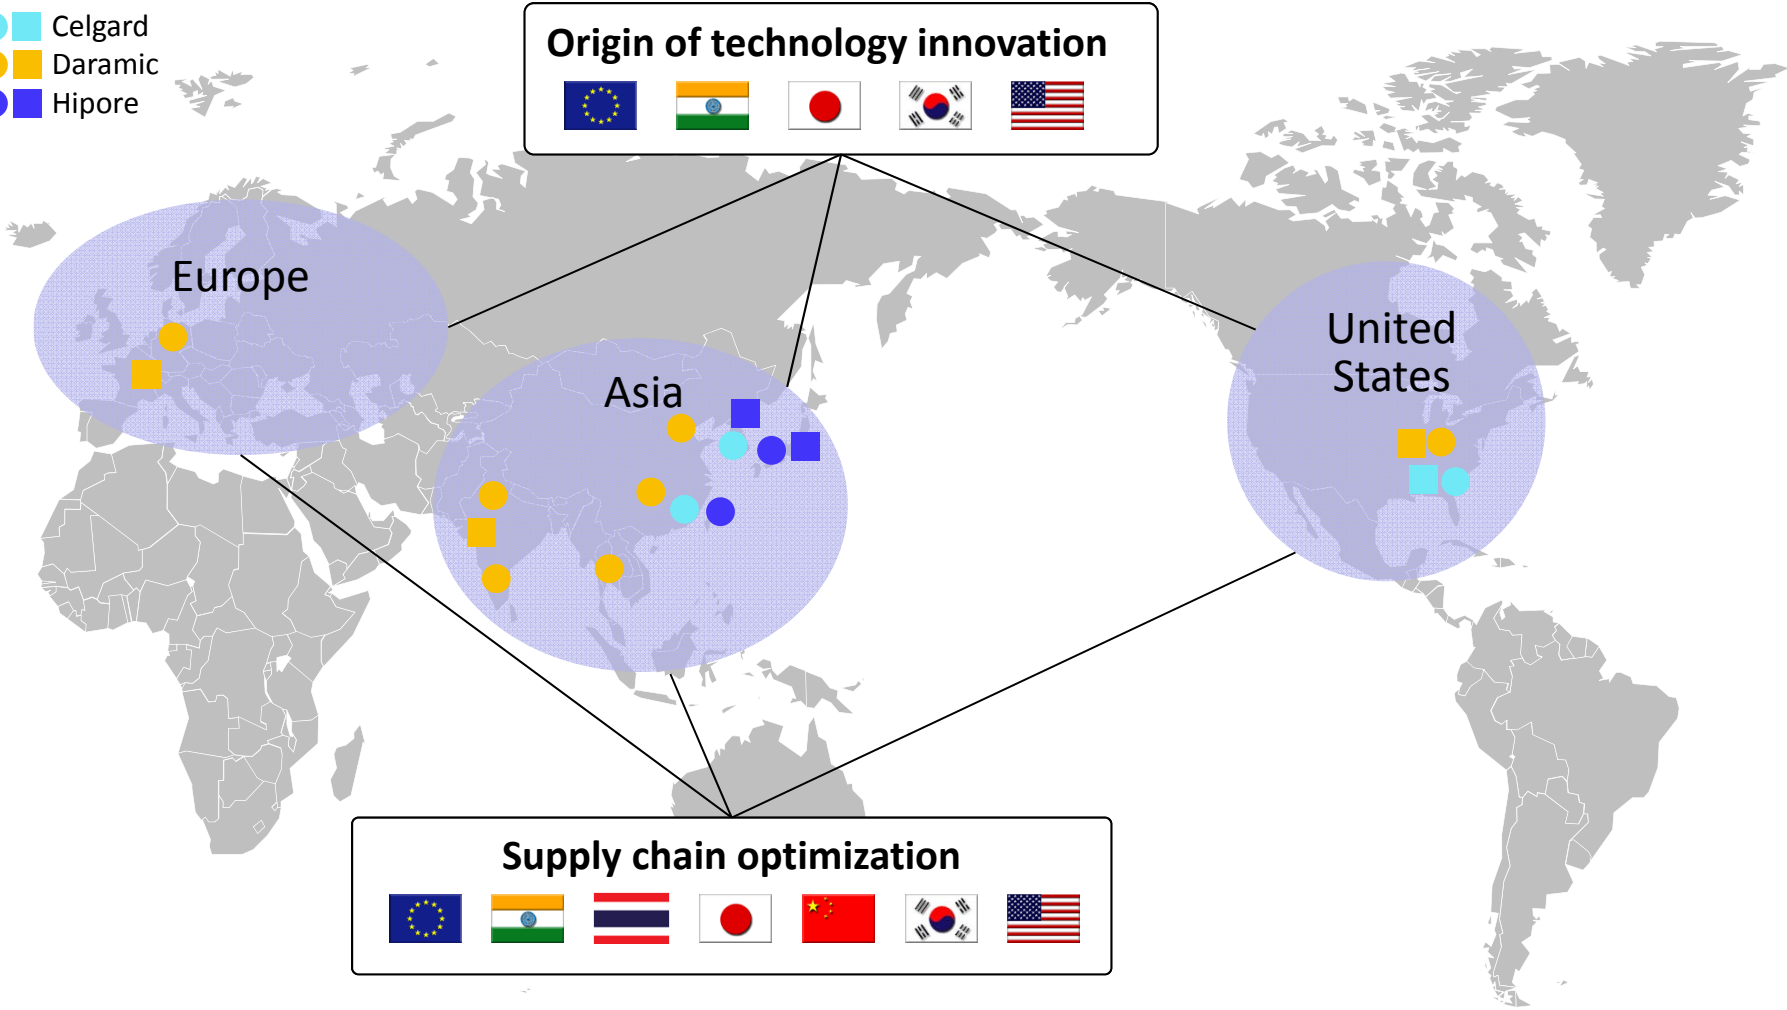 Celgard
Daramic
Hipore
Origin of technology innovation
Europe
Asia
United
States
Supply chain optimization